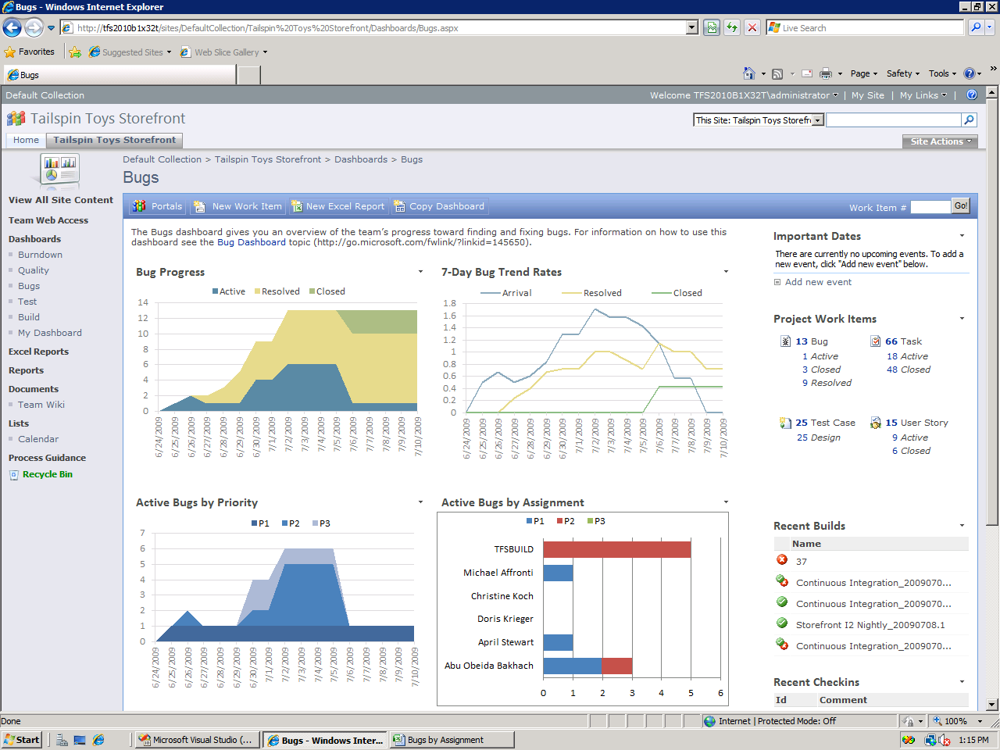 Bugs - Windows Internet Explorer
http://tfs2010b1x32t/sites/DefaultCollection/Tailspin%20Toys%20Storefront/Dashboards/Bugs.aspx
Live Search
Favorites
Suggested Sites
Web Slice Gallery
Bugs
Page
Safety
Tools
Default Collection
Welcome TFS2010B1X32T\administrator | My Site | My Links |
Tailspin Toys Storefront
This Site: Tailspin Toys Storefr
Home
Tailspin Toys Storefront
Site Actions
Default Collection > Tailspin Toys Storefront > Dashboards > Bugs
Bugs
View All Site Content
Team Web Access
Dashboards
Burndown
Quality
Bugs
Test
Build
My Dashboard
Excel Reports
Reports
Documents
Team Wiki
Lists
Calendar
Process Guidance
Recycle Bin
Portals
New Work Item
New Excel Report
Copy Dashboard
Work Item #
Go!
The Bugs dashboard gives you an overview of the team's progress toward finding and fixing bugs. For information on how to use this
dashboard see the Bug Dashboard topic (http://go.microsoft.com/fwlink/?linkid=145650).
Bug Progress
Active Resolved Closed
14
12
10
8
6
4
2
0
6/24/2009 6/25/2009 6/26/2009 6/27/2009 6/28/2009 6/29/2009 6/30/2009 7/1/2009 7/2/2009 7/3/2009 7/4/2009 7/5/2009 7/6/2009 7/7/2009 7/8/2009 7/9/2009 7/10/2009
7-Day Bug Trend Rates
Arrival Resolved Closed
1.8
1.6
1.4
1.2
1
0.8
0.6
0.4
0.2
0
6/24/2009 6/25/2009 6/26/2009 6/27/2009 6/28/2009 6/29/2009 6/30/2009 7/1/2009 7/2/2009 7/3/2009 7/4/2009 7/5/2009 7/6/2009 7/7/2009 7/8/2009 7/9/2009 7/10/2009
Active Bugs by Priority
P1 P2 P3
7
6
5
4
3
2
1
0
6/24/2009 6/25/2009 6/26/2009 6/27/2009 6/28/2009 6/29/2009 6/30/2009 7/1/2009 7/2/2009 7/3/2009 7/4/2009 7/5/2009 7/6/2009 7/7/2009 7/8/2009 7/9/2009 7/10/2009
Active Bugs by Assignment
P1 P2 P3
TFSBUILD
Michael Affronti
Christine Koch
Doris Krieger
April Stewart
Abu Obeida Bakhach
0 1 2 3 4 5 6
Important Dates
There are currently no upcoming events. To add a
new event, click "Add new event" below.
Add new event
Project Work Items
13 Bug
1 Active
3 Closed
9 Resolved
66 Task
18 Active
48 Closed
25 Test Case
25 Design
15 User Story
9 Active
6 Closed
Recent Builds
Name
37
Continuous Integration_2009070...
Continuous Integration_2009070...
Storefront I2 Nightly_20090708.1
Continuous Integration_2009070...
Recent Checkins
Id Comment
Done
Internet | Protected Mode: Off
100%
Start
Microsoft Visual Studio (...
Bugs - Windows Inter...
Bugs by Assignment
1:15 PM